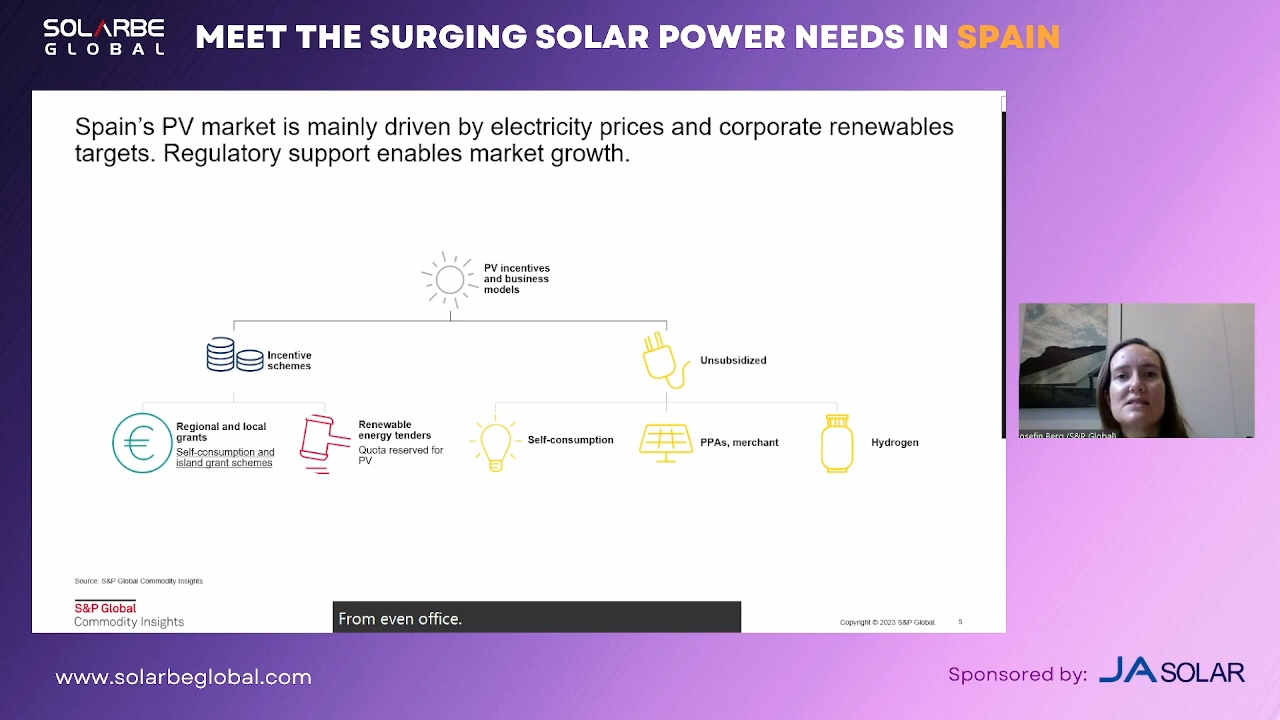 SOLARBE
GLOBAL
MEET THE SURGING SOLAR POWER NEEDS IN SPAIN
Spain's PV market is mainly driven by electricity prices and corporate renewables
targets. Regulatory support enables market growth.
PV incentives
and business
models
Incentive
schemes
Unsubsidized
Regional and local
grants
Self-consumption and
island grant schemes
Renewable
energy tenders
Quota reserved for
PV
Self-consumption
PPAs, merchant
Hydrogen
Source: S&P Global Commodity Insights
S&P Global
Commodity Insights
From even office.
Copyright © 2023 S&P Global.
5
Berg (S&P Global)
www.solarbeglobal.com
Sponsored by: JA SOLAR